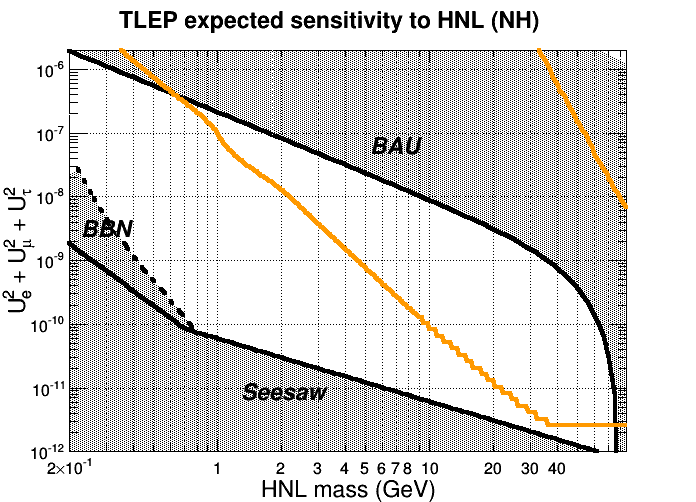 TLEP expected sensitivity to HNL (NH)
10⁻⁶
10⁻⁷
BAU
10⁻⁸
BBN
10⁻⁹
10⁻¹⁰
10⁻¹¹
Seesaw
10⁻¹²
U²ₑ + U²_μ + U²_τ
2×10⁻¹ 1 2 3 4 5 6 7 8 10 20 30 40
HNL mass (GeV)